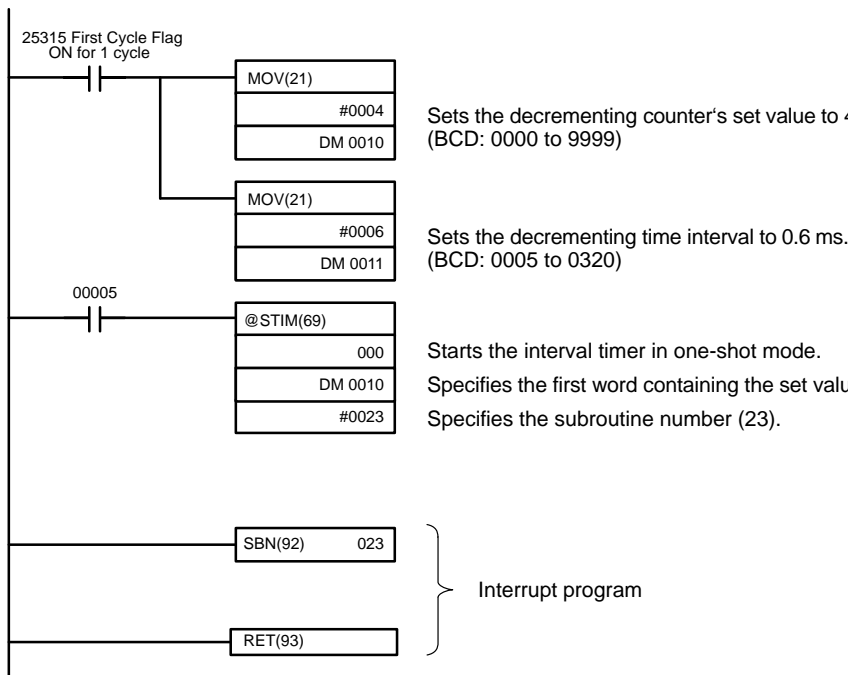 25315 First Cycle Flag
ON for 1 cycle
MOV(21)
#0004
DM 0010
Sets the decrementing counter‘s set value to 4
(BCD: 0000 to 9999)
MOV(21)
#0006
DM 0011
Sets the decrementing time interval to 0.6 ms.
(BCD: 0005 to 0320)
00005
@STIM(69)
000
Starts the interval timer in one-shot mode.
DM 0010
Specifies the first word containing the set valu
#0023
Specifies the subroutine number (23).
SBN(92) 023
Interrupt program
RET(93)